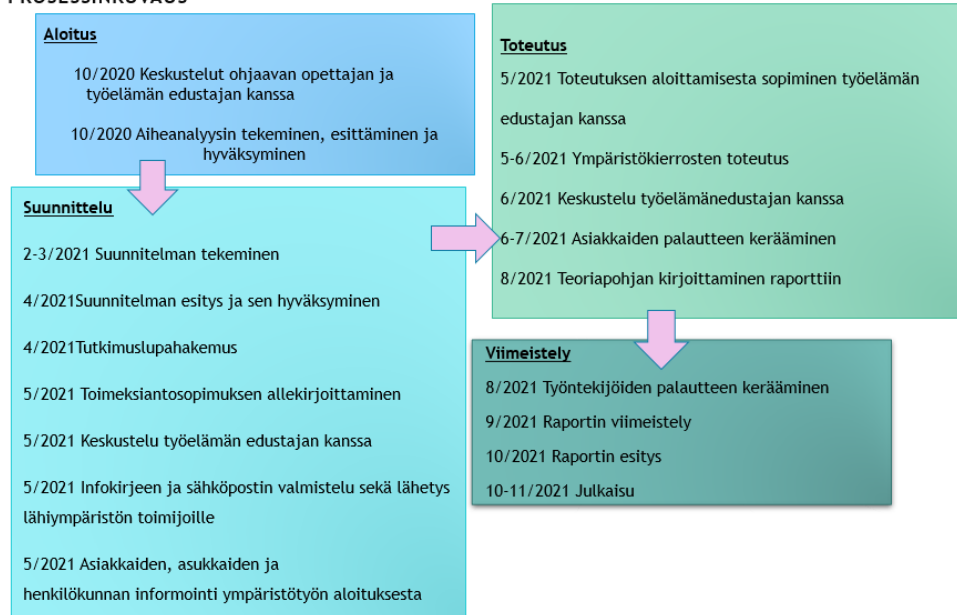 PROSESSINKUVAUS
Aloitus
10/2020 Keskustelut ohjaavan opettajan ja
työelämän edustajan kanssa
10/2020 Aiheanalyysin tekeminen, esittäminen ja
hyväksyminen
Suunnittelu
2-3/2021 Suunnitelman tekeminen
4/2021Suunnitelman esitys ja sen hyväksyminen
4/2021Tutkimuslupahakemus
5/2021 Toimeksiantosopimuksen allekirjoittaminen
5/2021 Keskustelu työelämän edustajan kanssa
5/2021 Infokirjeen ja sähköpostin valmistelu sekä lähetys
lähiympäristön toimijoille
5/2021 Asiakkaiden, asukkaiden ja
henkilökunnan informointi ympäristötyön aloituksesta
Toteutus
5/2021 Toteutuksen aloittamisesta sopiminen työelämän
edustajan kanssa
5-6/2021 Ympäristökierrosten toteutus
6/2021 Keskustelu työelämänedustajan kanssa
6-7/2021 Asiakkaiden palautteen kerääminen
8/2021 Teoriapohjan kirjoittaminen raporttiin
Viimeistely
8/2021 Työntekijöiden palautteen kerääminen
9/2021 Raportin viimeistely
10/2021 Raportin esitys
10-11/2021 Julkaisu